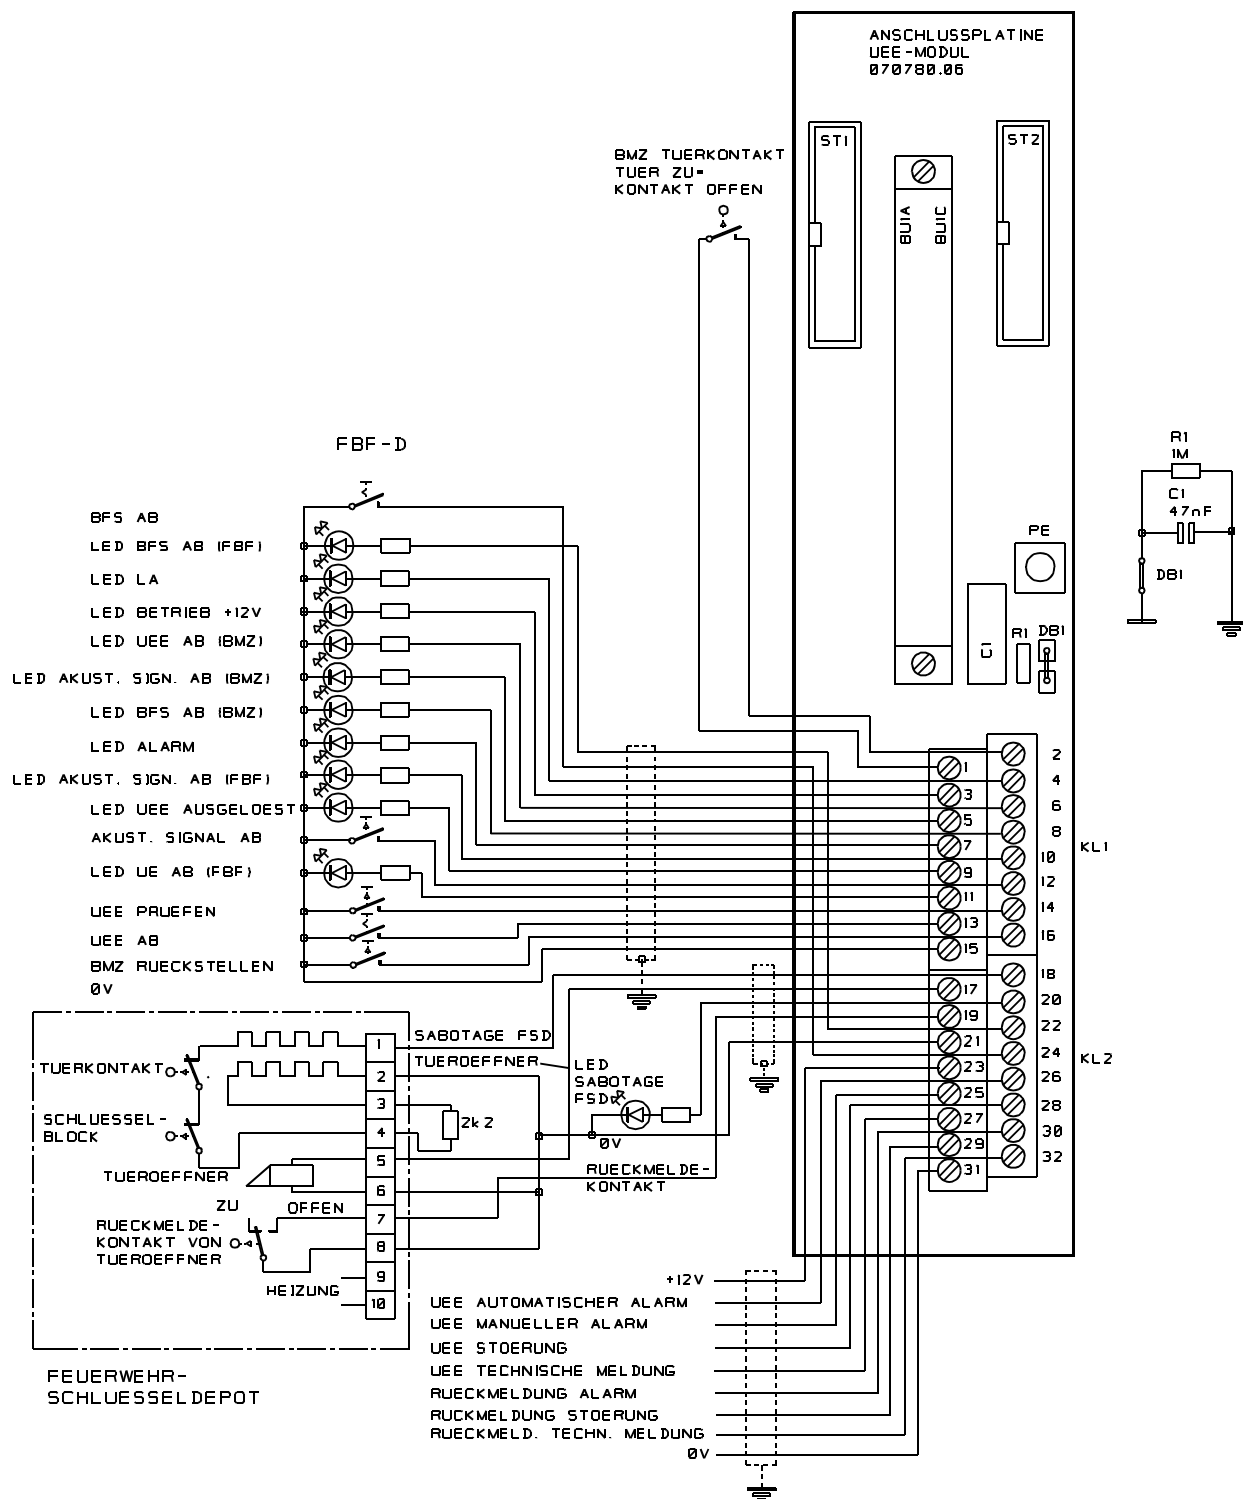 ANSCHLUSSPLATINE
UEE-MODUL
070780.06
ST1
ST2
BMZ TUERKONTAKT
TUER ZU=
KONTAKT OFFEN
BU1A
BU1C
R1
1M
C1
47nF
DB1
PE
C1
R1
DB1
FBF-D
BFS AB
LED BFS AB (FBF)
LED LA
LED BETRIEB +12V
LED UEE AB (BMZ)
LED AKUST. SIGN. AB (BMZ)
LED BFS AB (BMZ)
LED ALARM
LED AKUST. SIGN. AB (FBF)
LED UEE AUSGELOEST
AKUST. SIGNAL AB
LED UE AB (FBF)
UEE PRUEFEN
UEE AB
BMZ RUECKSTELLEN
0V
2
1
4
3
6
5
8
7
10
9
12
11
14
13
16
15
KL1
18
17
20
19
22
21
24
23
26
25
28
27
30
29
32
31
KL2
SABOTAGE FSD
TUEROEFFNER
LED
SABOTAGE
FSD
0V
RUECKMELDE-
KONTAKT
2k2
1
2
3
4
5
6
7
8
9
10
TUERKONTAKT
SCHLUESSEL-
BLOCK
TUEROEFFNER
ZU
OFFEN
RUECKMELDE-
KONTAKT VON
TUEROEFFNER
HEIZUNG
FEUERWEHR-
SCHLUESSELDEPOT
+12V
UEE AUTOMATISCHER ALARM
UEE MANUELLER ALARM
UEE STOERUNG
UEE TECHNISCHE MELDUNG
RUECKMELDUNG ALARM
RUCKMELDUNG STOERUNG
RUECKMELD. TECHN. MELDUNG
0V